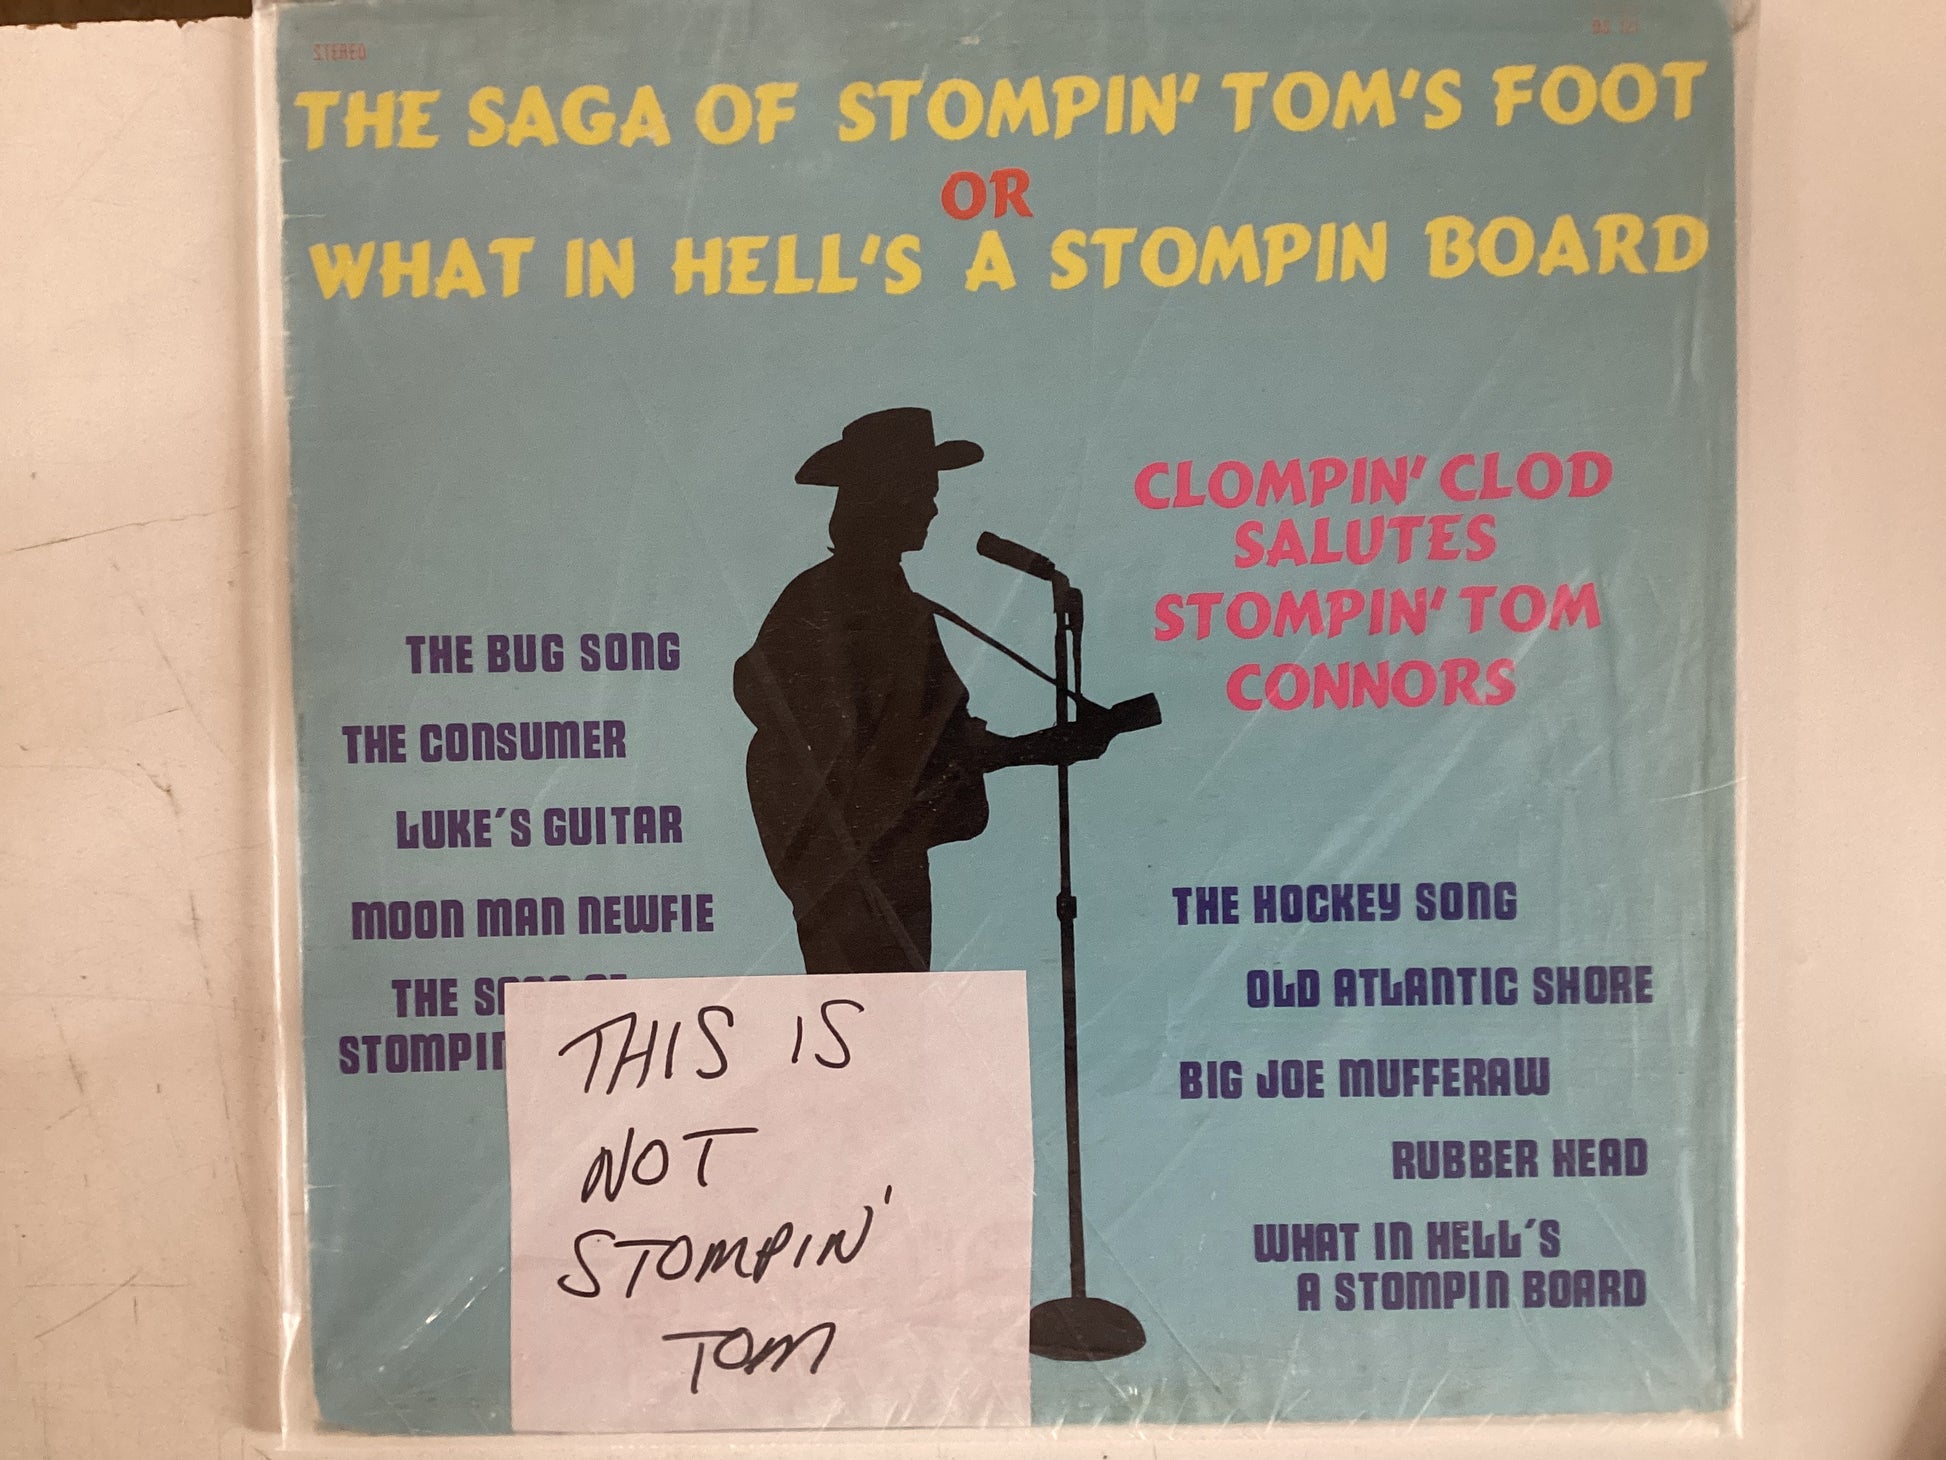 STEREO
THE SAGA OF STOMPIN' TOM'S FOOT
OR
WHAT IN HELL'S A STOMPIN BOARD
CLOMPIN' CLOD
SALUTES
STOMPIN' TOM
CONNORS
THE BUG SONG
THE CONSUMER
LUKE'S GUITAR
MOON MAN NEWFIE
THE
THE HOCKEY SONG
OLD ATLANTIC SHORE
BIG JOE MUFFERAW
RUBBER HEAD
WHAT IN HELL'S
A STOMPIN BOARD
THIS IS
NOT
STOMPIN'
TOM